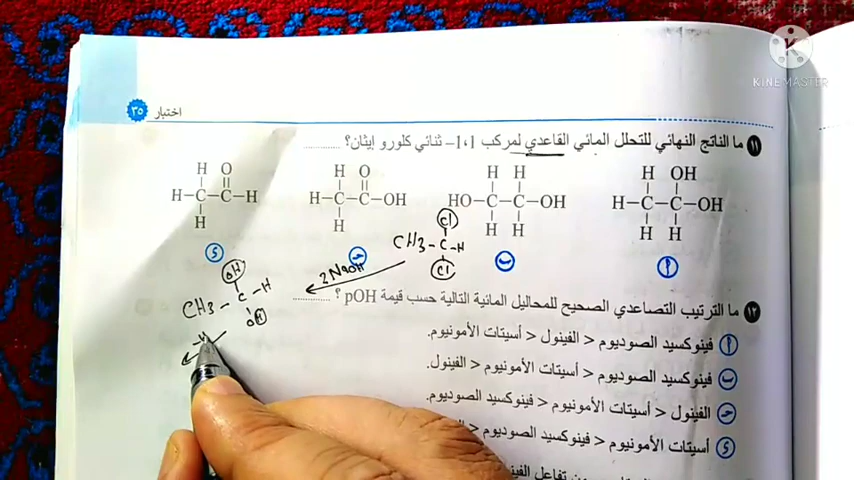 KINEMASTER
اختبار ٣٥
١١ ما الناتج النهائي للتحلل المائي القاعدي لمركب 1،1– ثنائي كلورو إيثان؟ ..........
H OH
H–C–C–OH
H H
أ
H H
HO–C–C–OH
H H
ب
H O
H–C–C–OH
H
ج
H O
H–C–C–H
H
د
Cl
CH3–C–H
Cl
2NaOH
OH
CH3–C–H
OH
١٢ ما الترتيب التصاعدي الصحيح للمحاليل المائية التالية حسب قيمة pOH ؟ ..........
أ فينوكسيد الصوديوم < الفينول < أسيتات الأمونيوم.
ب فينوكسيد الصوديوم < أسيتات الأمونيوم < الفينول.
ج الفينول < أسيتات الأمونيوم < فينوكسيد الصوديوم.
د أسيتات الأمونيوم < فينوكسيد الصوديوم <